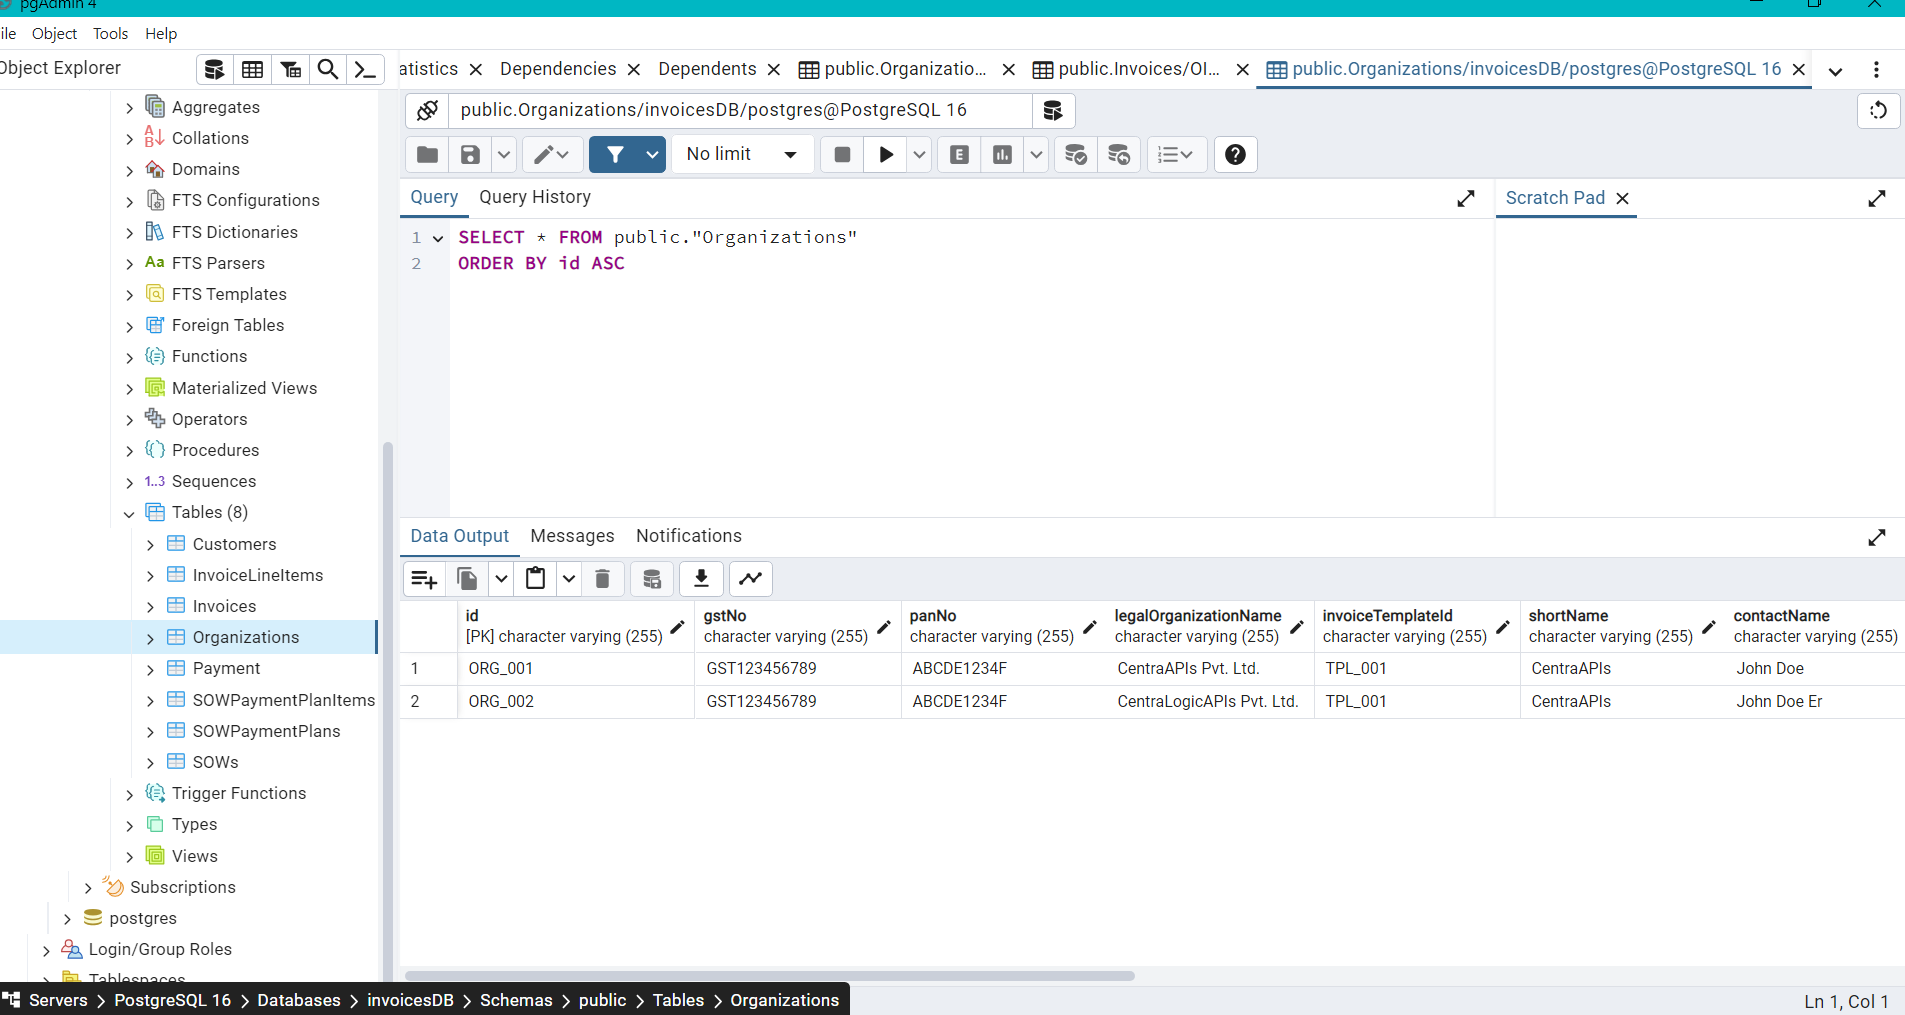 pgAdmin 4
ile Object Tools Help
Object Explorer
atistics Dependencies Dependents public.Organizatio... public.Invoices/OI... public.Organizations/invoicesDB/postgres@PostgreSQL 16
public.Organizations/invoicesDB/postgres@PostgreSQL 16
No limit
E
Query Query History
Scratch Pad
1 SELECT * FROM public."Organizations"
2 ORDER BY id ASC
Aggregates
Collations
Domains
FTS Configurations
FTS Dictionaries
Aa FTS Parsers
FTS Templates
Foreign Tables
Functions
Materialized Views
Operators
Procedures
1..3 Sequences
Tables (8)
Customers
InvoiceLineItems
Invoices
Organizations
Payment
SOWPaymentPlanItems
SOWPaymentPlans
SOWs
Trigger Functions
Types
Views
Subscriptions
postgres
Login/Group Roles
Tablespaces
Data Output Messages Notifications
id gstNo panNo legalOrganizationName invoiceTemplateId shortName contactName
[PK] character varying (255) character varying (255) character varying (255) character varying (255) character varying (255) character varying (255) character varying (255)
1 ORG_001 GST123456789 ABCDE1234F CentraAPIs Pvt. Ltd. TPL_001 CentraAPIs John Doe
2 ORG_002 GST123456789 ABCDE1234F CentraLogicAPIs Pvt. Ltd. TPL_001 CentraAPIs John Doe Er
Servers > PostgreSQL 16 > Databases > invoicesDB > Schemas > public > Tables > Organizations
Ln 1, Col 1